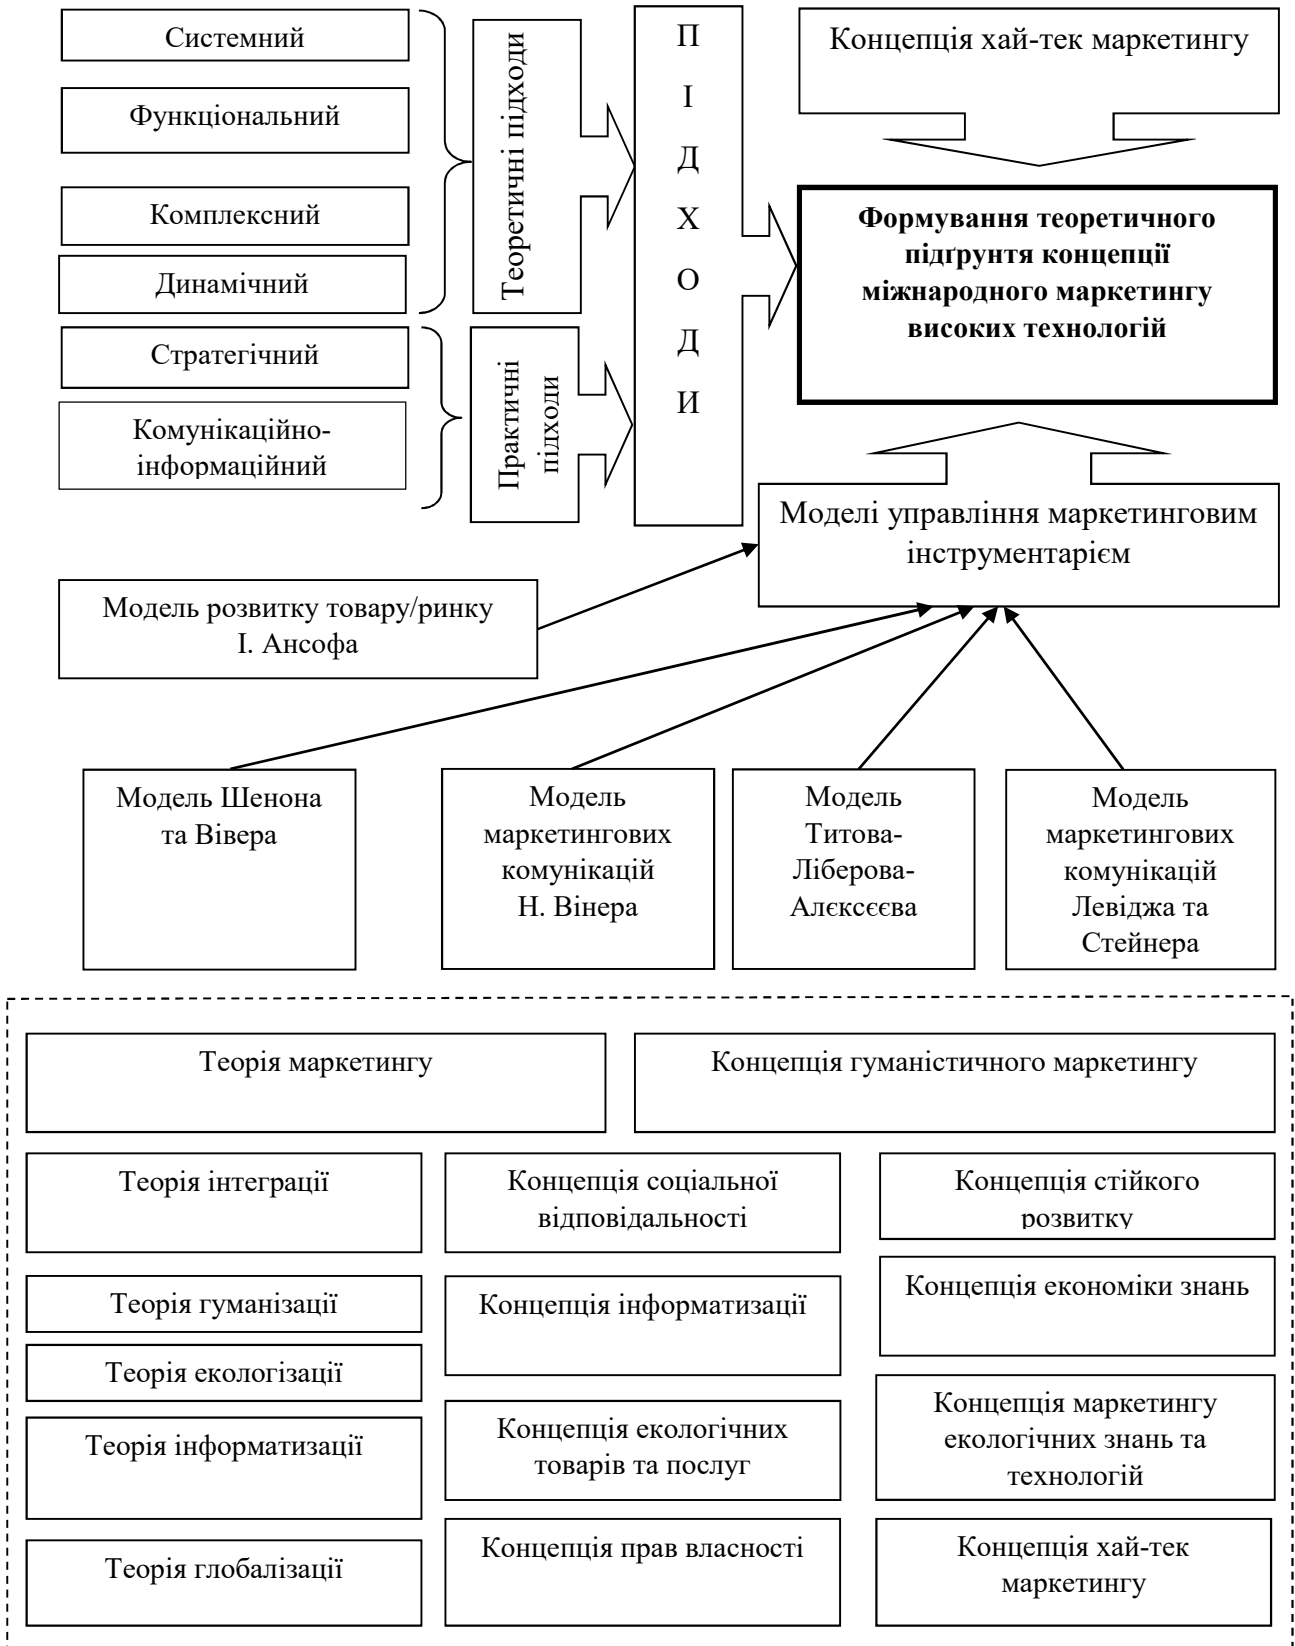 Системний
Функціональний
Комплексний
Динамічний
Стратегічний
Комунікаційно-
інформаційний
Теоретичні підходи
Практичні
підходи
П
І
Д
Х
О
Д
И
Концепція хай-тек маркетингу
Формування теоретичного
підґрунтя концепції
міжнародного маркетингу
високих технологій
Моделі управління маркетинговим
інструментарієм
Модель розвитку товару/ринку
І. Ансофа
Модель Шенона
та Вівера
Модель
маркетингових
комунікацій
Н. Вінера
Модель
Титова-
Ліберова-
Алєксєєва
Модель
маркетингових
комунікацій
Левіджа та
Стейнера
Теорія маркетингу
Концепція гуманістичного маркетингу
Теорія інтеграції
Концепція соціальної
відповідальності
Концепція стійкого
розвитку
Теорія гуманізації
Концепція інформатизації
Концепція економіки знань
Теорія екологізації
Теорія інформатизації
Концепція екологічних
товарів та послуг
Концепція маркетингу
екологічних знань та
технологій
Теорія глобалізації
Концепція прав власності
Концепція хай-тек
маркетингу